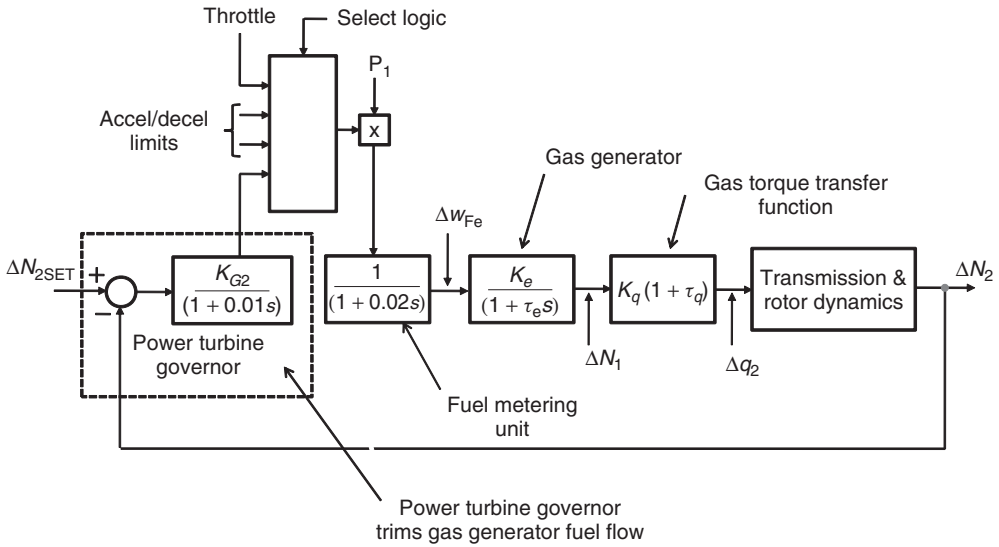 Throttle
Select logic
P1
Accel/decel
limits
x
Gas generator
Gas torque transfer
function
ΔwFe
ΔN2SET
+
−
KG2
(1 + 0.01s)
1
(1 + 0.02s)
Ke
(1 + τes)
Kq (1 + τq)
Transmission &
rotor dynamics
ΔN2
Power turbine
governor
ΔN1
Δq2
Fuel metering
unit
Power turbine governor
trims gas generator fuel flow